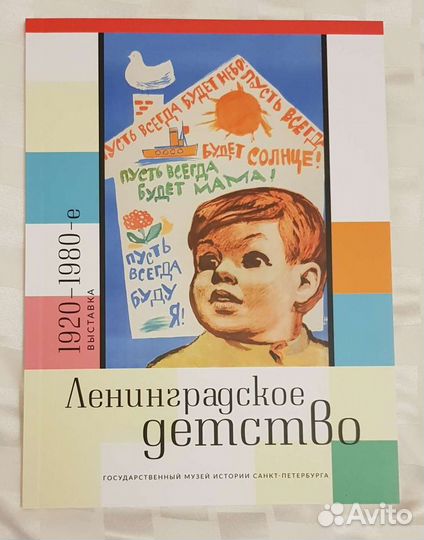 ПУСТЬ ВСЕГДА БУДЕТ НЕБО! ПУСТЬ ВСЕГДА
БУДЕТ СОЛНЦЕ!
ПУСТЬ ВСЕГДА
БУДЕТ МАМА!
ПУСТЬ
ВСЕГДА
БУДУ
Я!
1920–1980-е
ВЫСТАВКА
Ленинградское
детство
ГОСУДАРСТВЕННЫЙ МУЗЕЙ ИСТОРИИ САНКТ-ПЕТЕРБУРГА
Avito